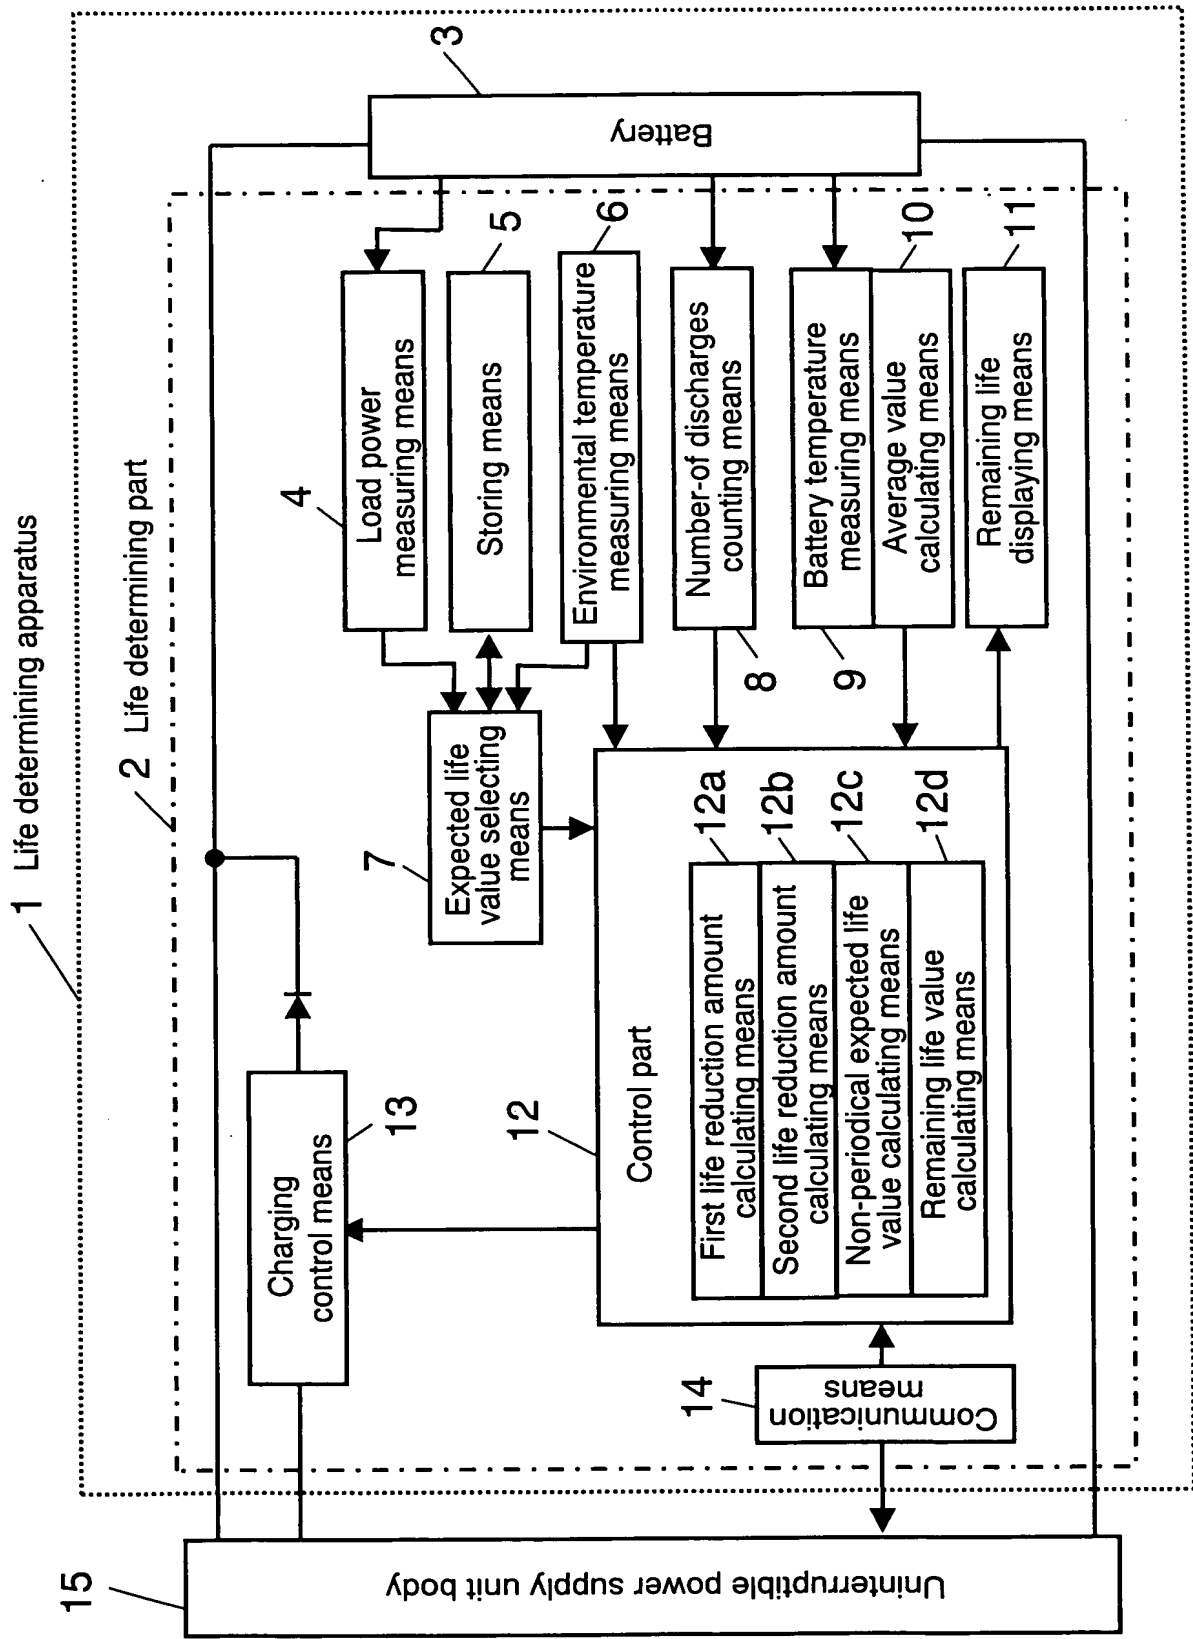 1 Life determining apparatus
2 Life determining part
15
Uninterruptible power supply unit body
13
Charging
control means
14
Communication
means
12
Control part
First life reduction amount
calculating means
12a
Second life reduction amount
calculating means
12b
Non-periodical expected life
value calculating means
12c
Remaining life value
calculating means
12d
7
Expected life
value selecting
means
4
Load power
measuring means
5
Storing means
6
Environmental temperature
measuring means
8
Number-of discharges
counting means
9
Battery temperature
measuring means
10
Average value
calculating means
11
Remaining life
displaying means
3
Battery